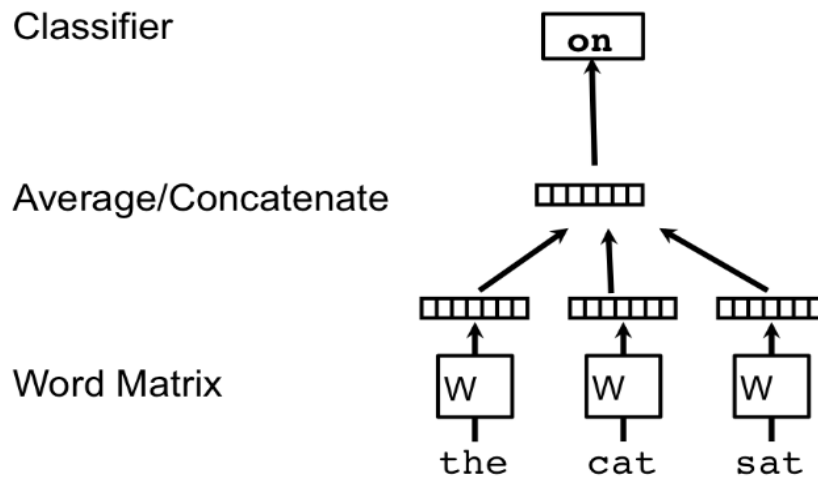 Classifier
on
Average/Concatenate
Word Matrix
W W W
the cat sat